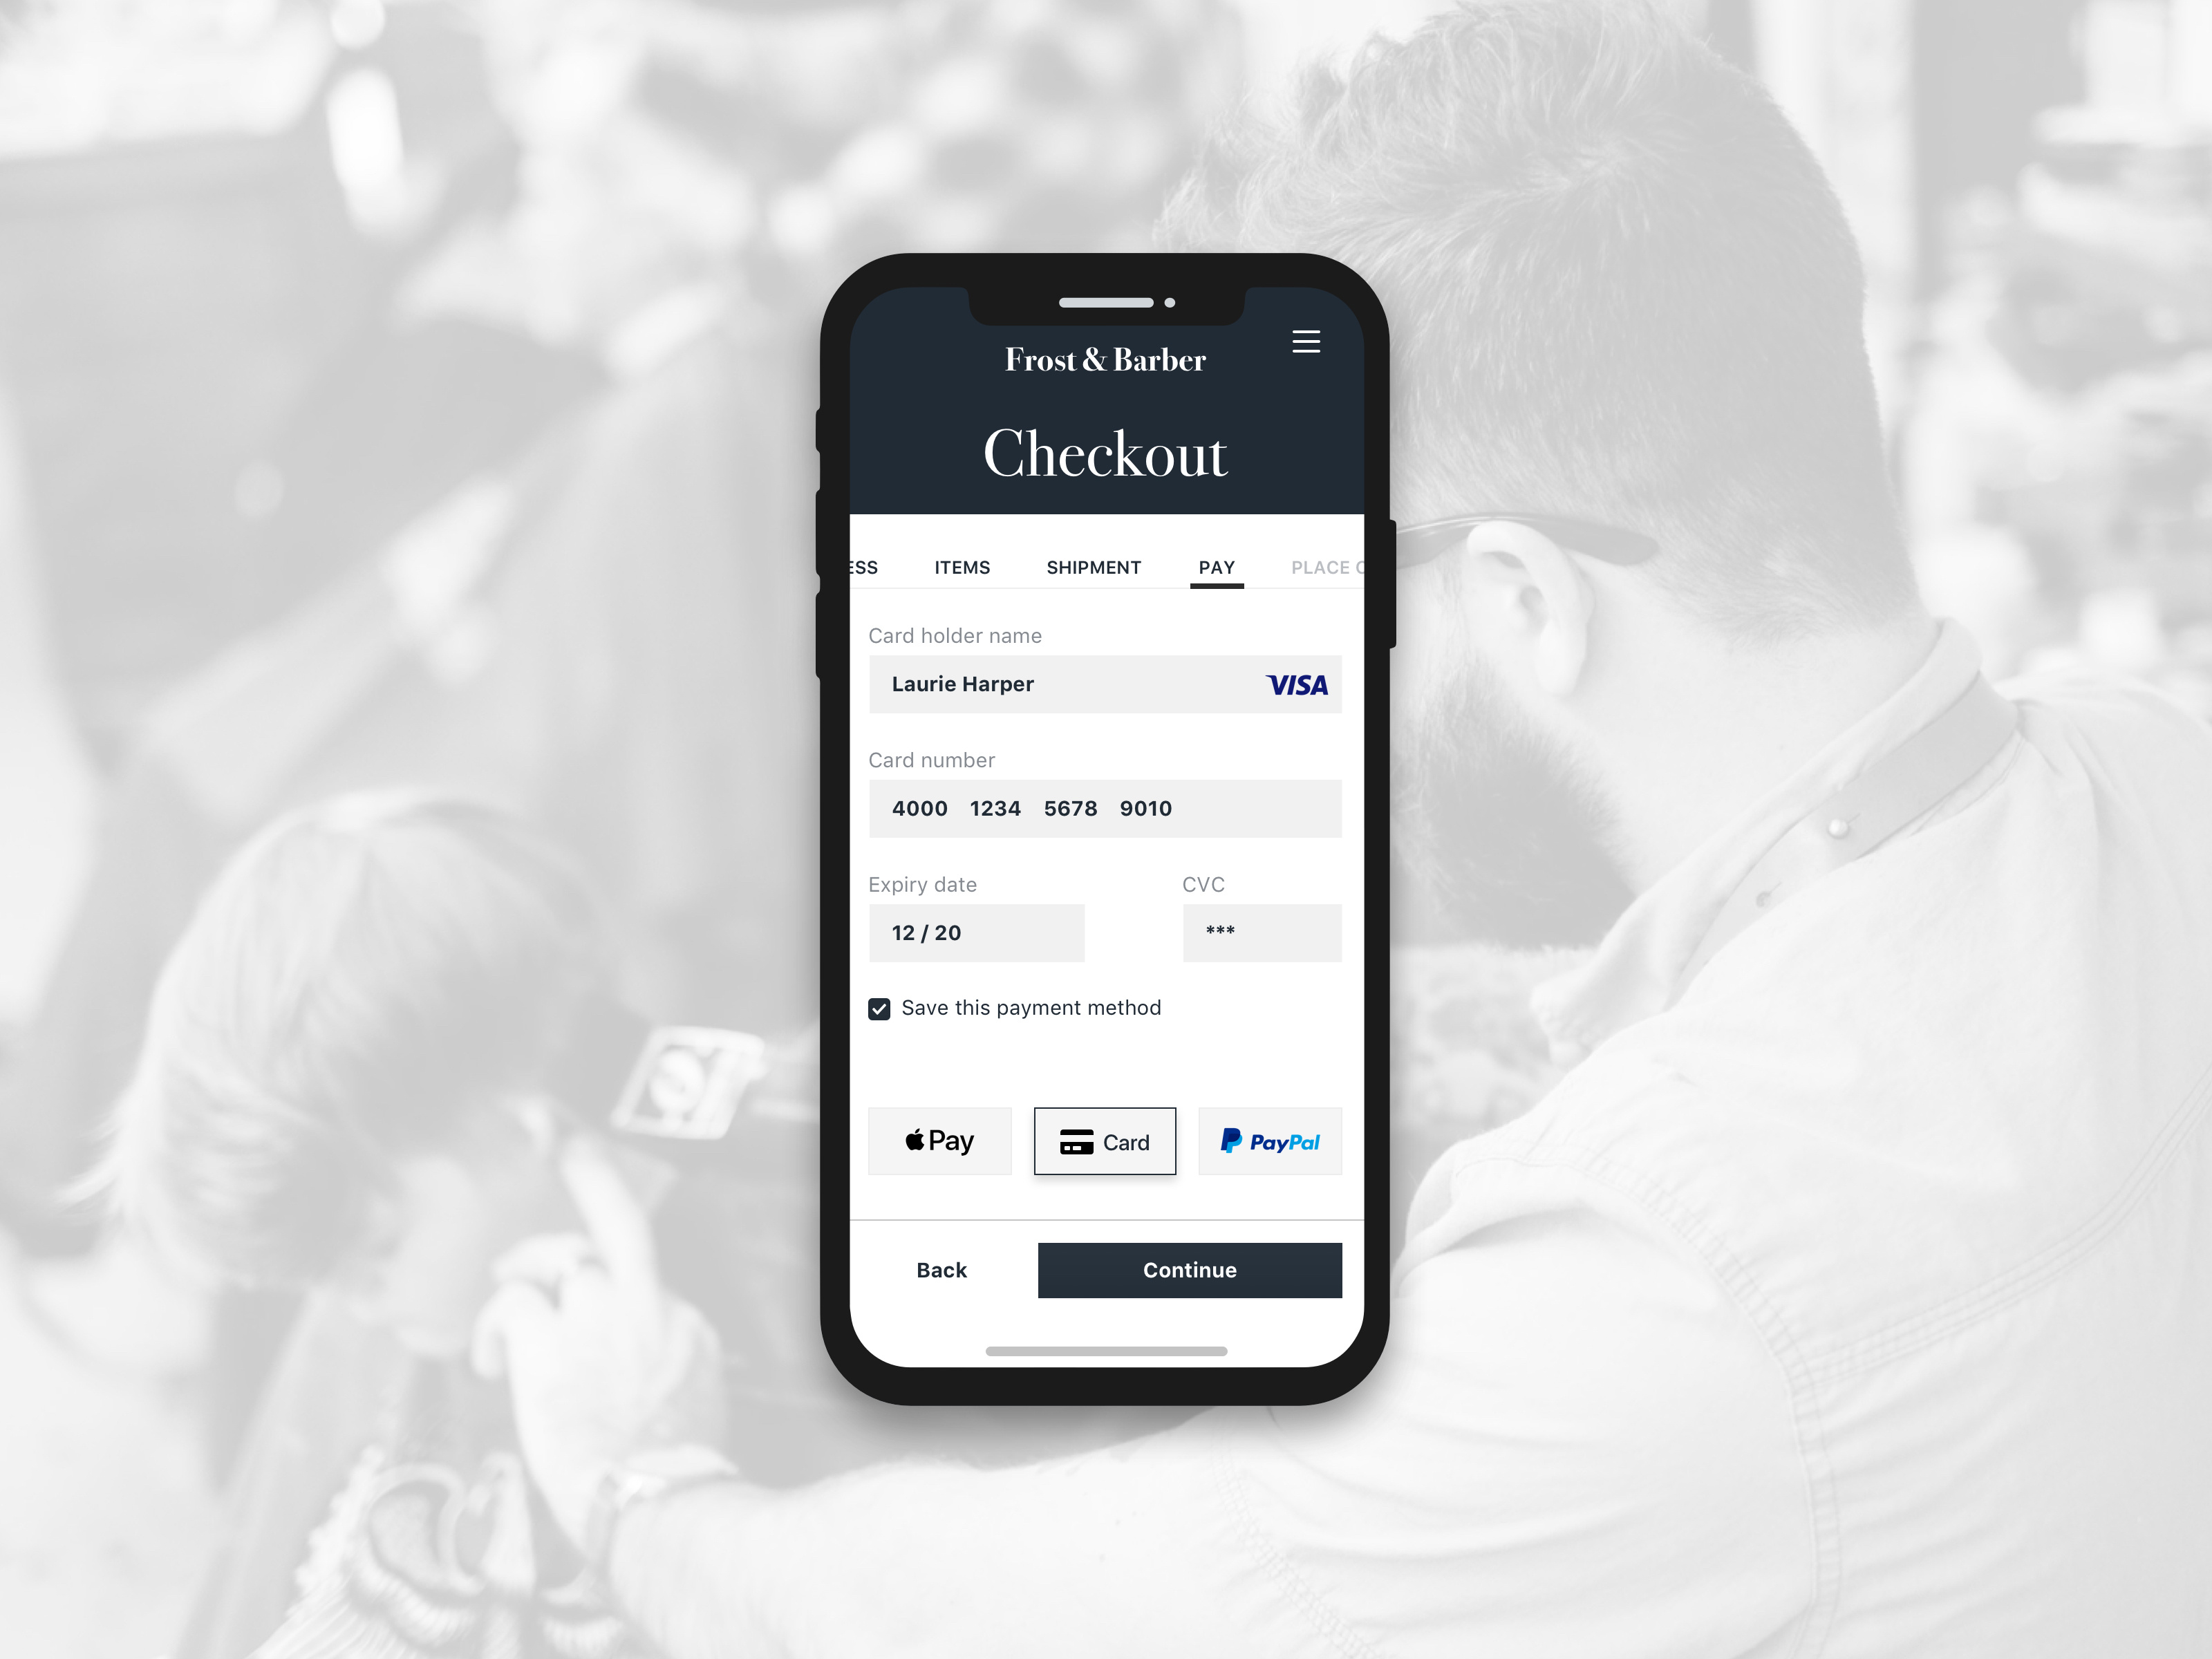 Frost & Barber
Checkout
ESS ITEMS SHIPMENT PAY PLACE
Card holder name
Laurie Harper VISA
Card number
4000 1234 5678 9010
Expiry date CVC
12 / 20 ***
Save this payment method
Pay Card PayPal
Back Continue